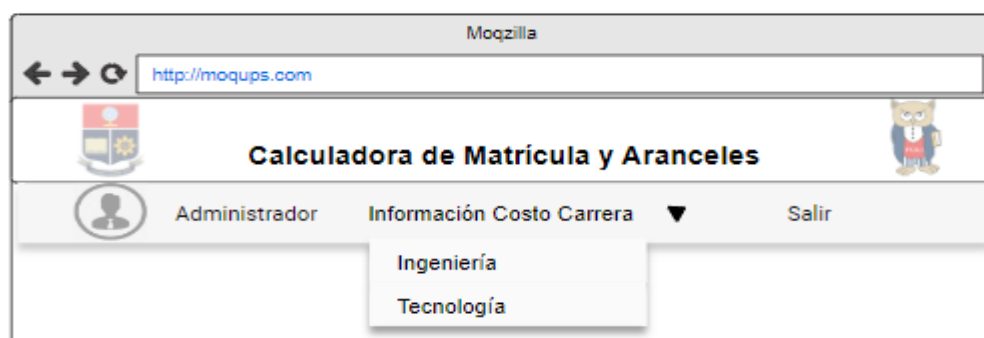 Moqzilla
http://moqups.com
Calculadora de Matrícula y Aranceles
Administrador Información Costo Carrera Salir
Ingeniería
Tecnología